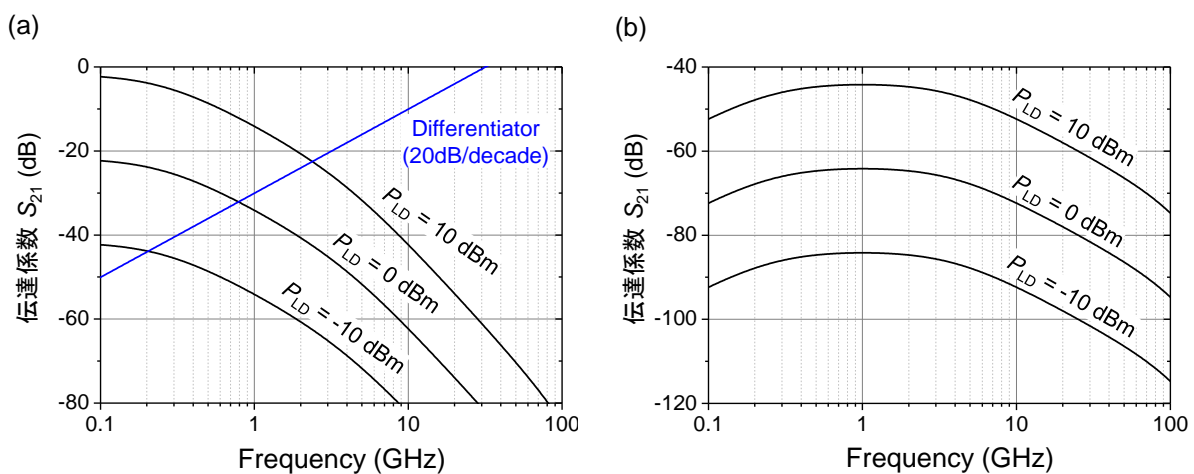 (a)
伝達係数 S21 (dB)
0
-20
-40
-60
-80
Differentiator
(20dB/decade)
PLD = 10 dBm
PLD = 0 dBm
PLD = -10 dBm
0.1
1
10
100
Frequency (GHz)
(b)
伝達係数 S21 (dB)
-40
-60
-80
-100
-120
PLD = 10 dBm
PLD = 0 dBm
PLD = -10 dBm
0.1
1
10
100
Frequency (GHz)